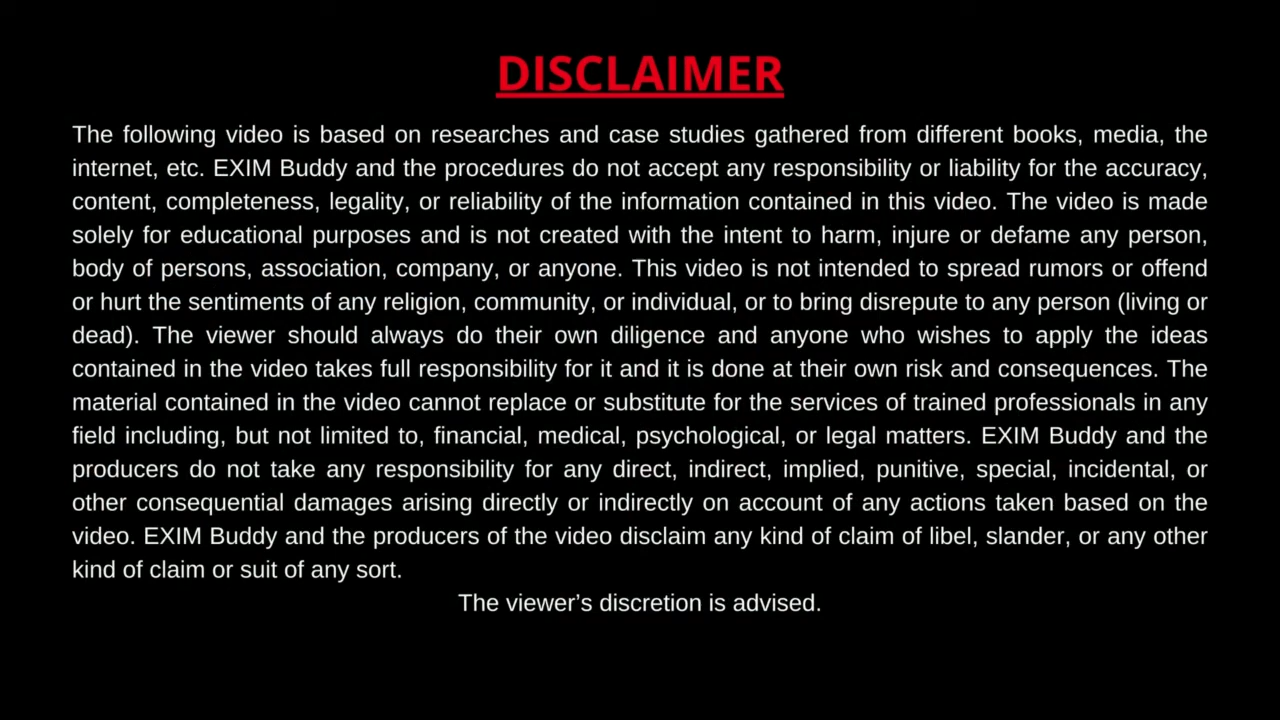 DISCLAIMER
The following video is based on researches and case studies gathered from different books, media, the
internet, etc. EXIM Buddy and the procedures do not accept any responsibility or liability for the accuracy,
content, completeness, legality, or reliability of the information contained in this video. The video is made
solely for educational purposes and is not created with the intent to harm, injure or defame any person,
body of persons, association, company, or anyone. This video is not intended to spread rumors or offend
or hurt the sentiments of any religion, community, or individual, or to bring disrepute to any person (living or
dead). The viewer should always do their own diligence and anyone who wishes to apply the ideas
contained in the video takes full responsibility for it and it is done at their own risk and consequences. The
material contained in the video cannot replace or substitute for the services of trained professionals in any
field including, but not limited to, financial, medical, psychological, or legal matters. EXIM Buddy and the
producers do not take any responsibility for any direct, indirect, implied, punitive, special, incidental, or
other consequential damages arising directly or indirectly on account of any actions taken based on the
video. EXIM Buddy and the producers of the video disclaim any kind of claim of libel, slander, or any other
kind of claim or suit of any sort.
The viewer’s discretion is advised.